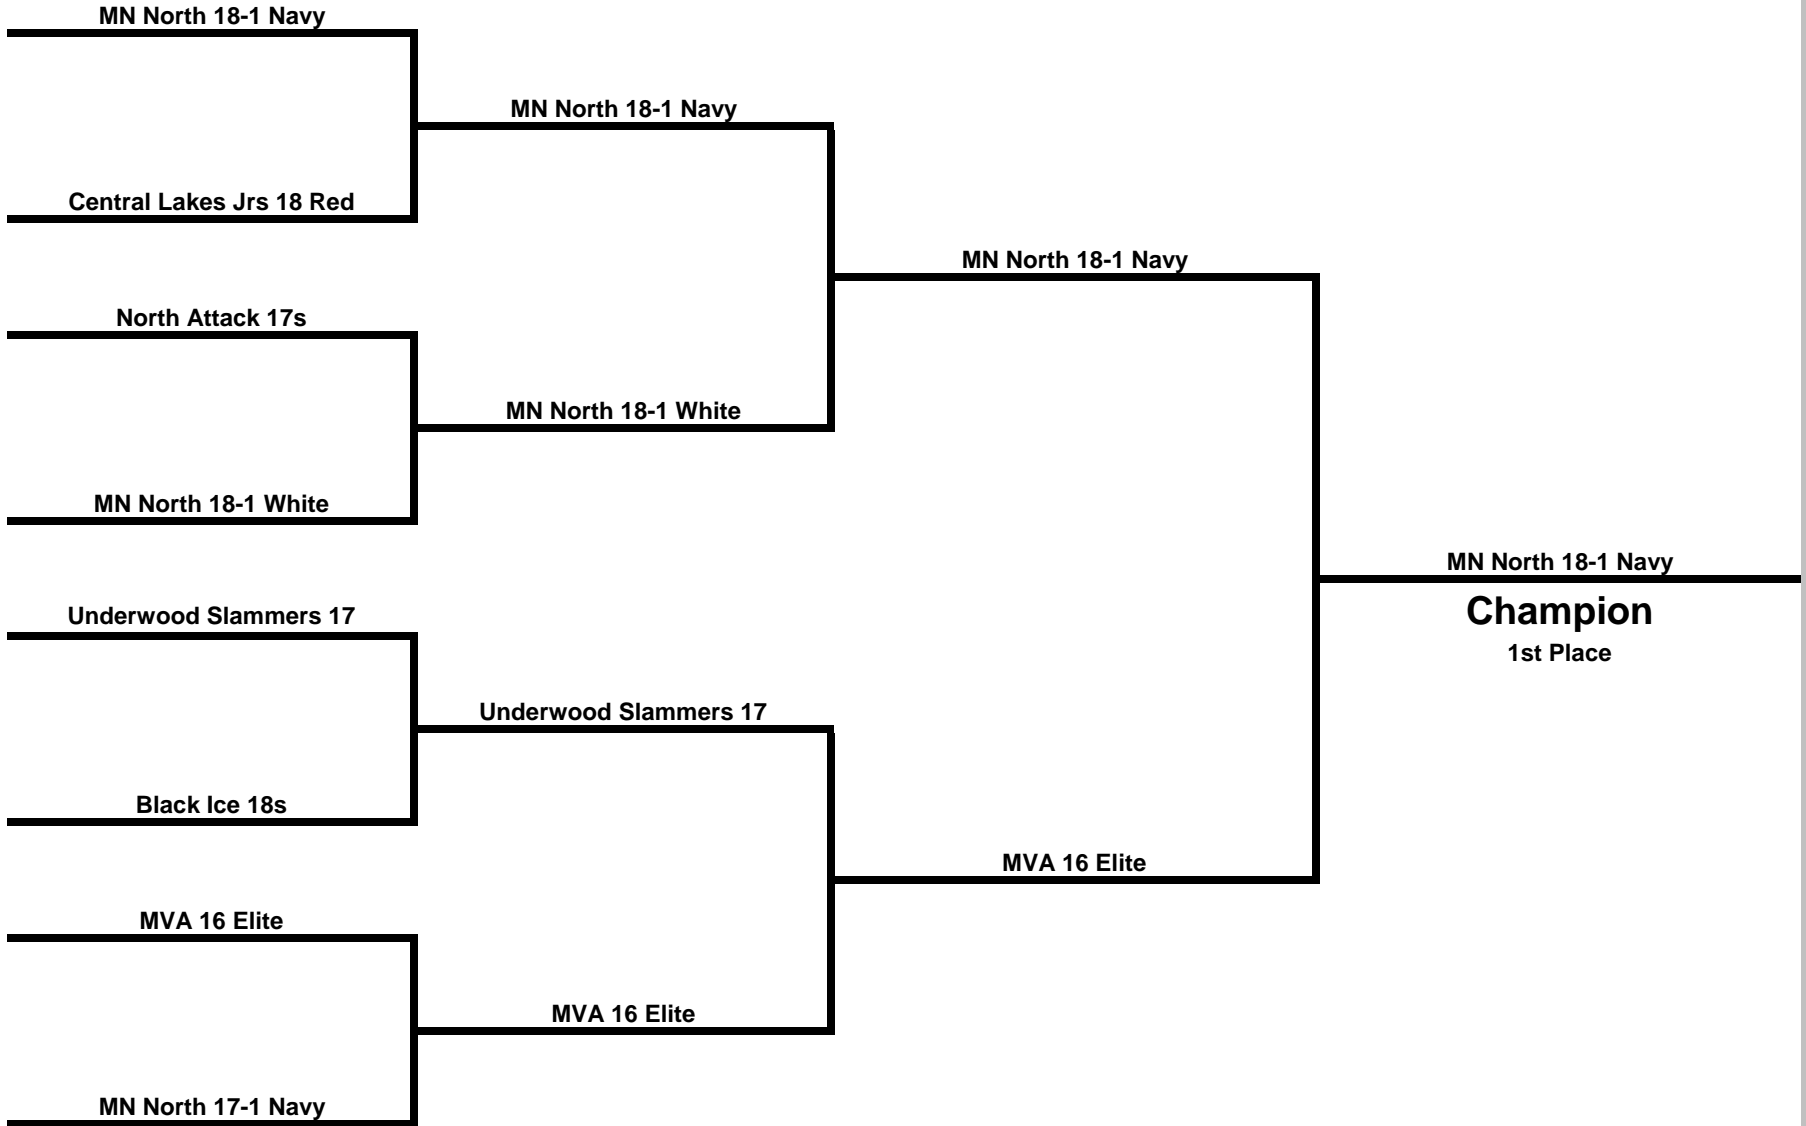 MN North 18-1 Navy
MN North 18-1 Navy
Central Lakes Jrs 18 Red
MN North 18-1 Navy
North Attack 17s
MN North 18-1 White
MN North 18-1 White
MN North 18-1 Navy
Champion
1st Place
Underwood Slammers 17
Underwood Slammers 17
Black Ice 18s
MVA 16 Elite
MVA 16 Elite
MVA 16 Elite
MN North 17-1 Navy